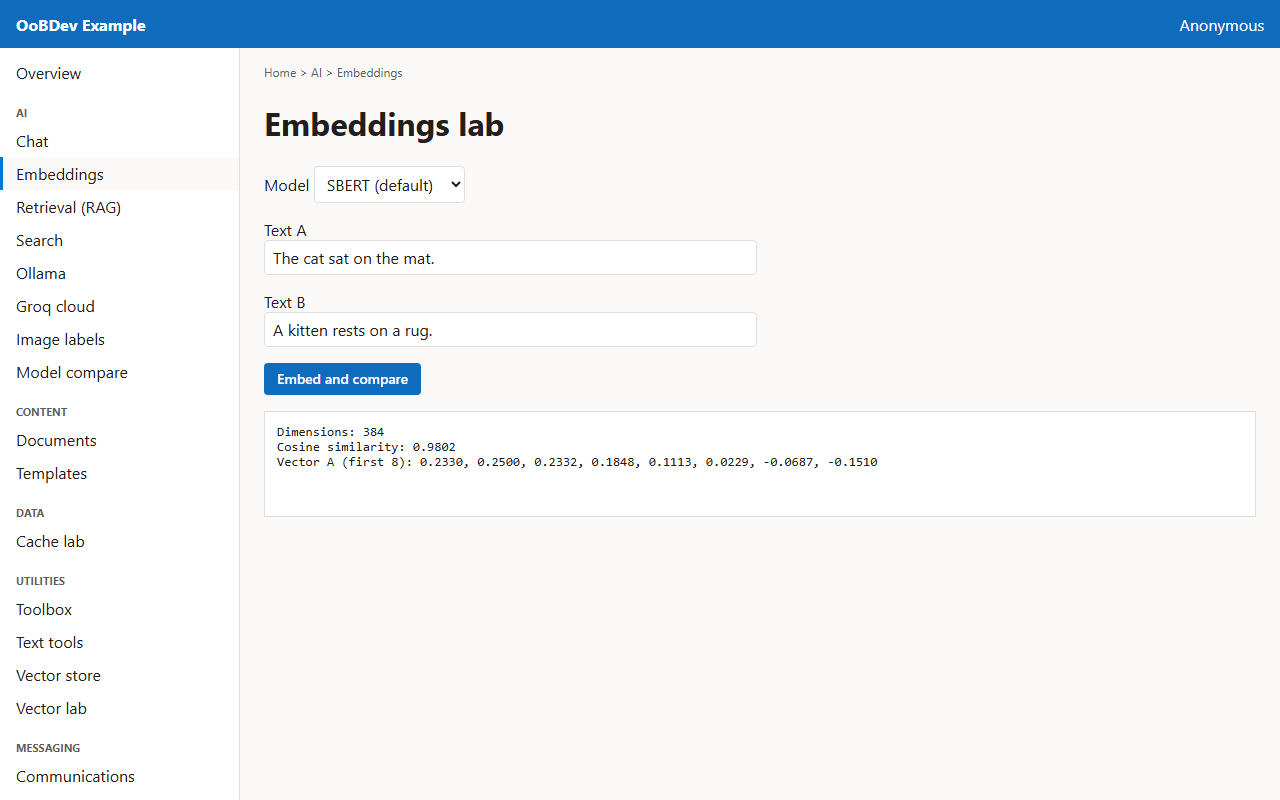 OoBDev Example
Anonymous
Overview
AI
Chat
Embeddings
Retrieval (RAG)
Search
Ollama
Groq cloud
Image labels
Model compare
CONTENT
Documents
Templates
DATA
Cache lab
UTILITIES
Toolbox
Text tools
Vector store
Vector lab
MESSAGING
Communications
Home > AI > Embeddings
Embeddings lab
Model SBERT (default)
Text A
The cat sat on the mat.
Text B
A kitten rests on a rug.
Embed and compare
Dimensions: 384
Cosine similarity: 0.9802
Vector A (first 8): 0.2330, 0.2500, 0.2332, 0.1848, 0.1113, 0.0229, -0.0687, -0.1510